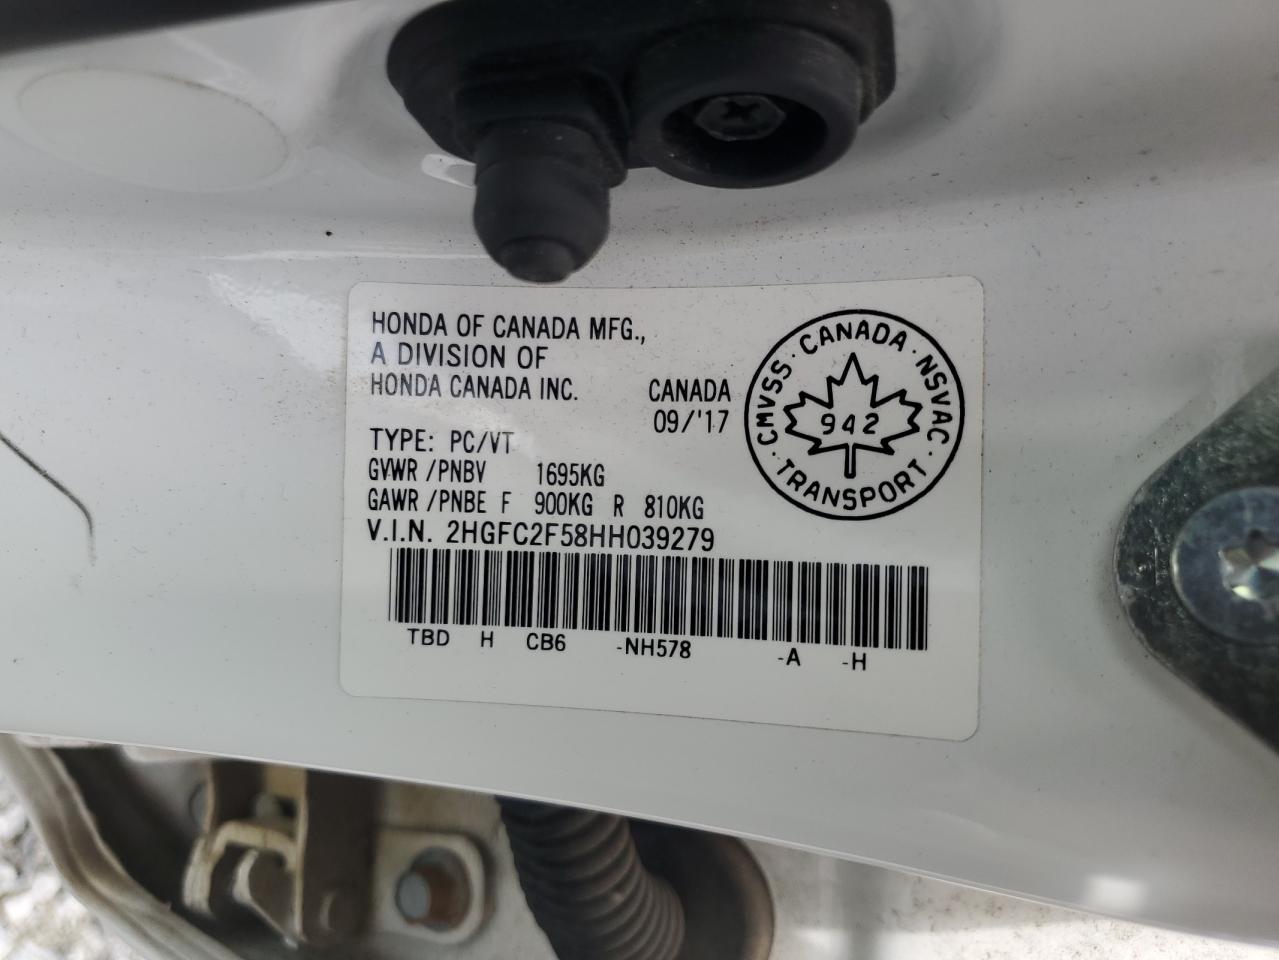 HONDA OF CANADA MFG.,
A DIVISION OF
HONDA CANADA INC.
CANADA
09/'17
TYPE: PC/VT
GVWR /PNBV 1695KG
GAWR /PNBE F 900KG R 810KG
V.I.N. 2HGFC2F58HH039279
TBD H CB6 -NH578 -A -H
CMVSS · CANADA · NSVAC · TRANSPORT ·
942